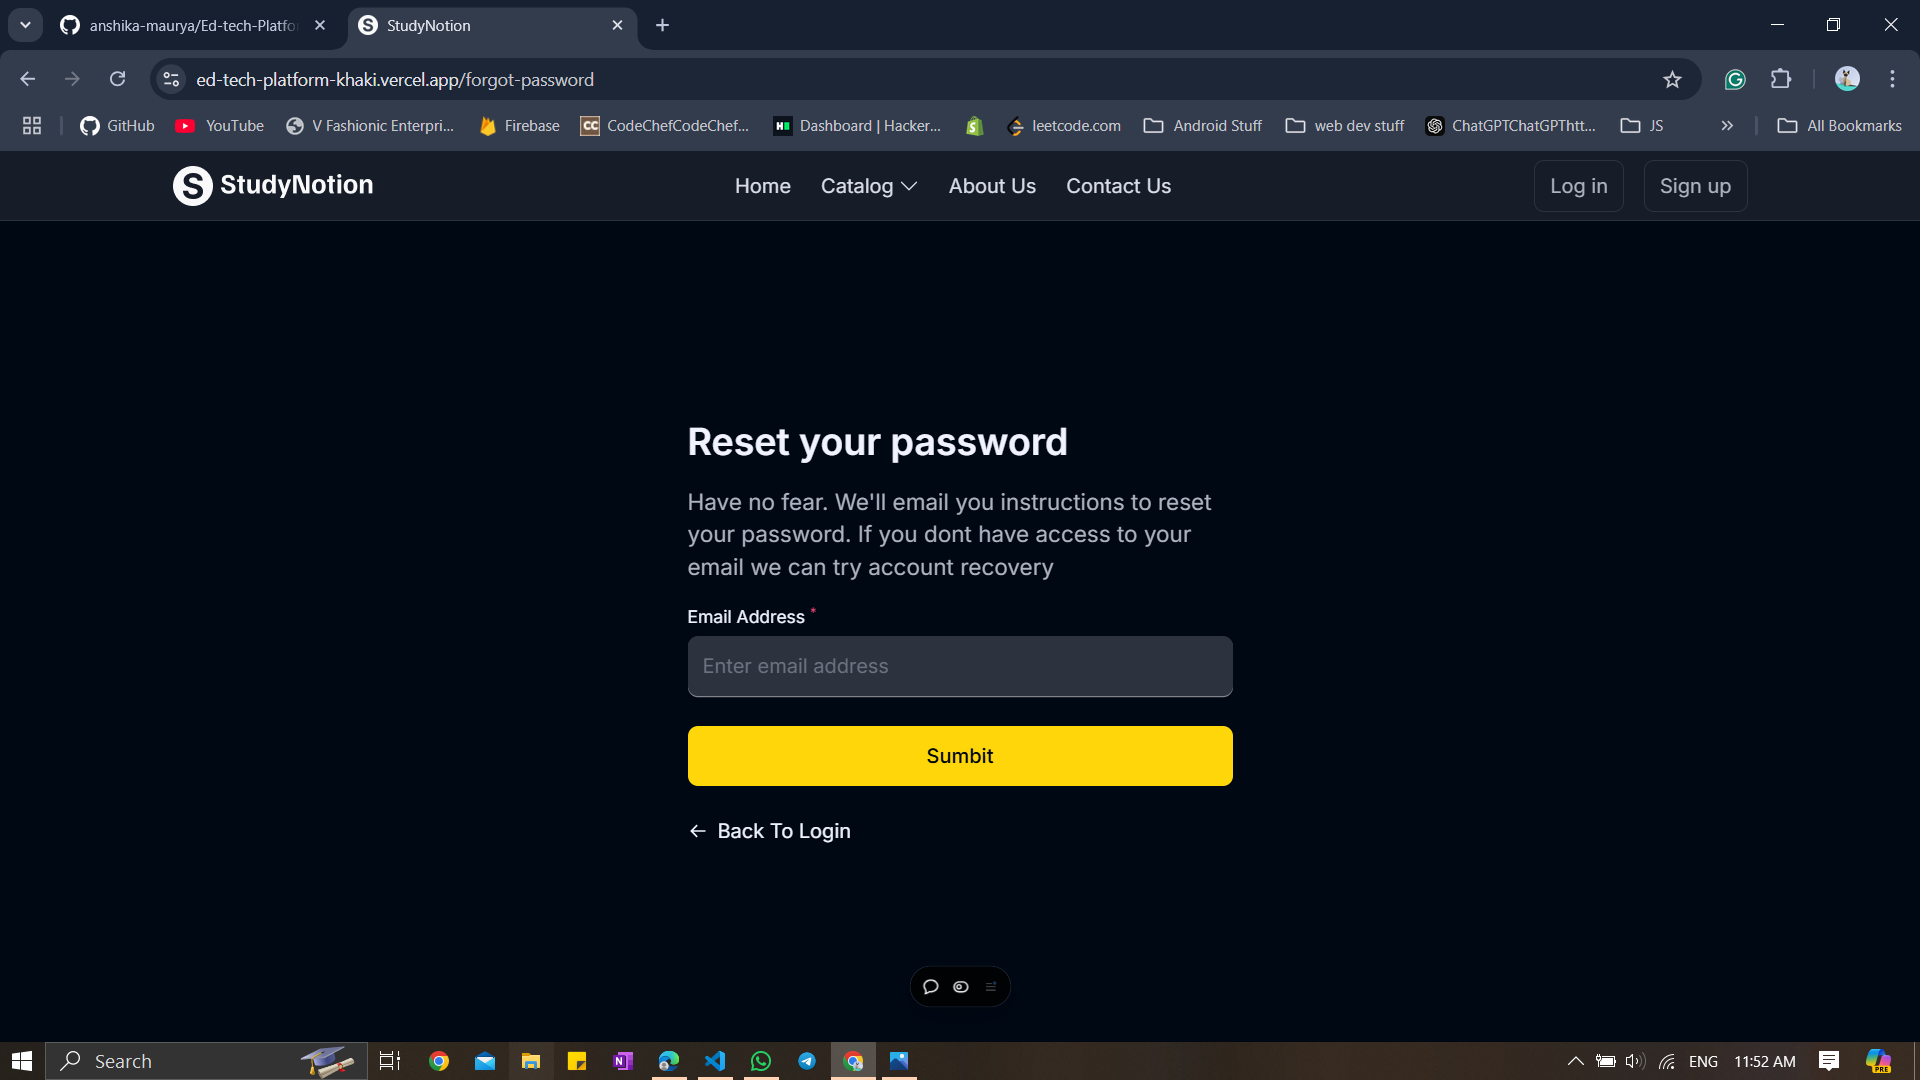 anshika-maurya/Ed-tech-Platfo
StudyNotion
ed-tech-platform-khaki.vercel.app/forgot-password
GitHub
YouTube
V Fashionic Enterpri...
Firebase
CC
CodeChefCodeChef...
H
Dashboard | Hacker...
leetcode.com
Android Stuff
web dev stuff
ChatGPTChatGPThtt...
JS
»
All Bookmarks
S StudyNotion
Home
Catalog
About Us
Contact Us
Log in
Sign up
Reset your password
Have no fear. We'll email you instructions to reset
your password. If you dont have access to your
email we can try account recovery
Email Address *
Enter email address
Sumbit
← Back To Login
Search
N
ENG
11:52 AM
PRE